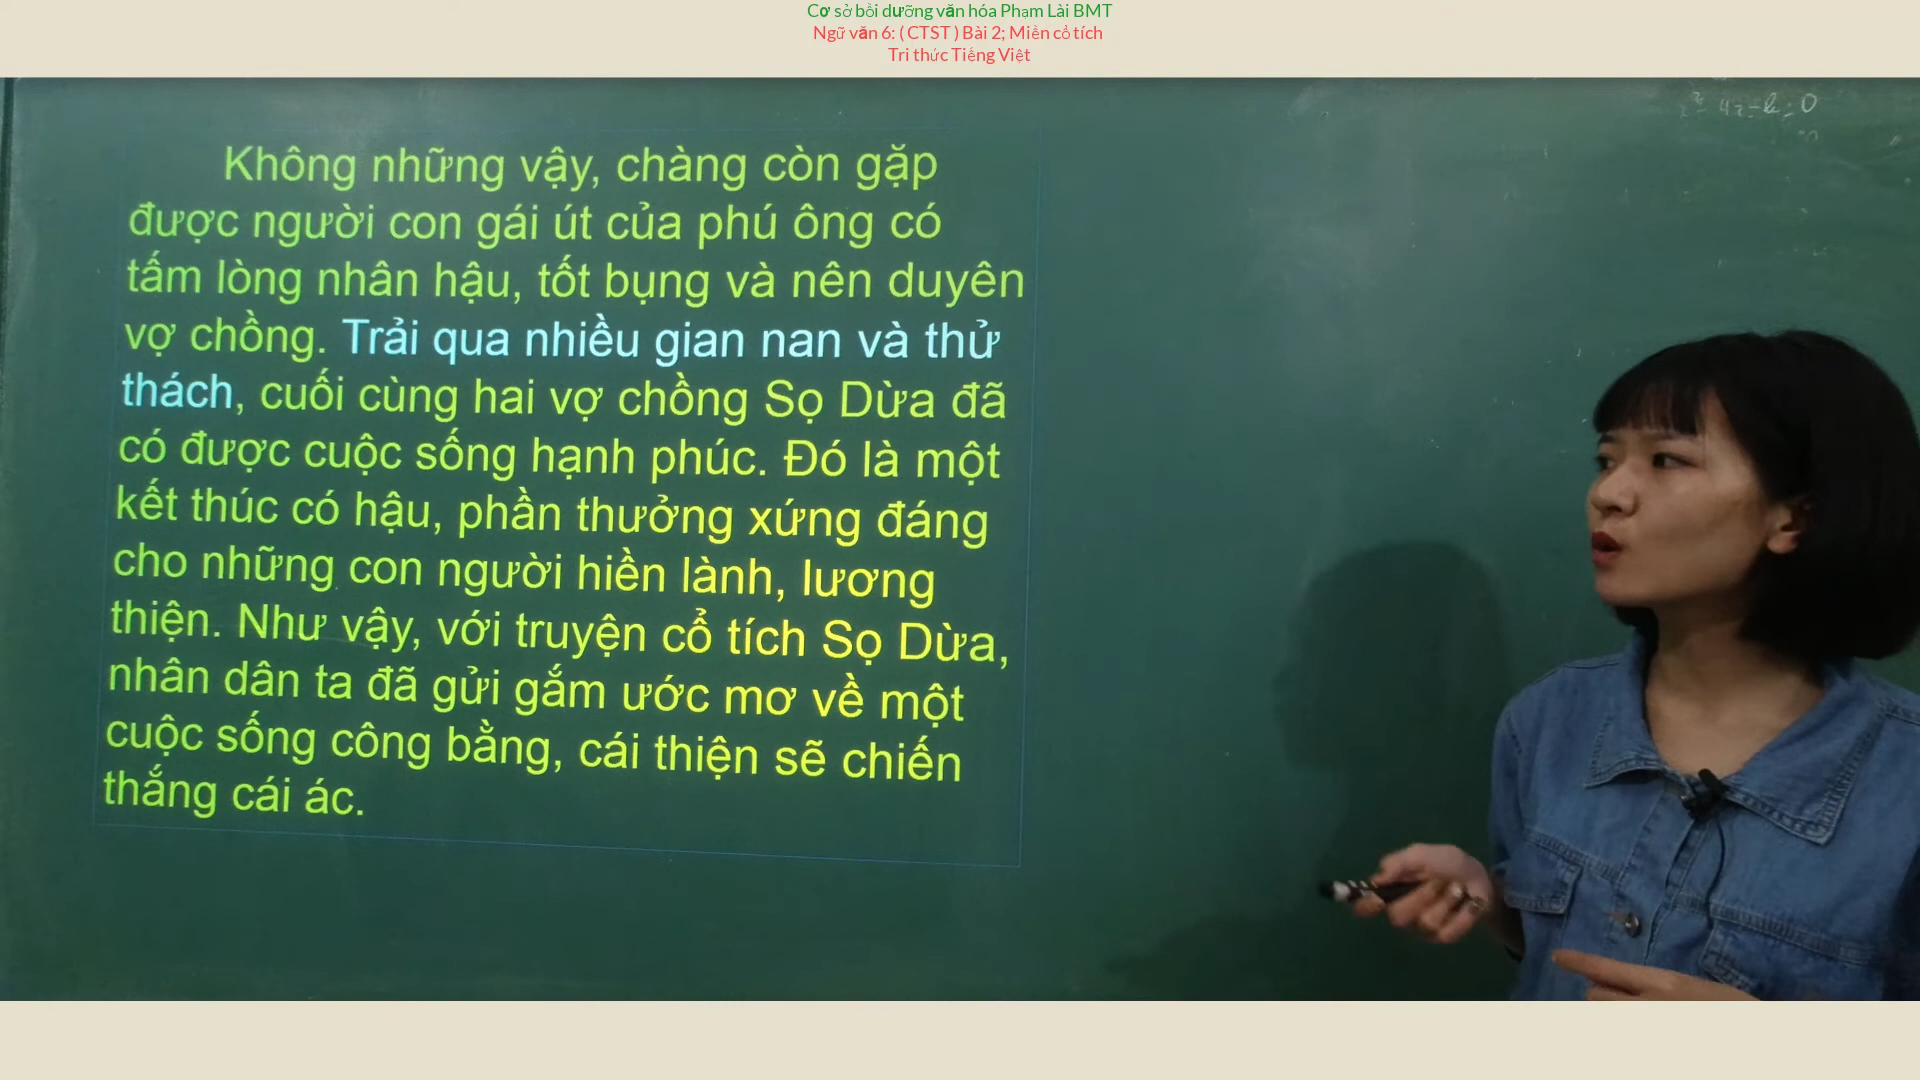 Cơ sở bồi dưỡng văn hóa Phạm Lài BMT
Ngữ văn 6: ( CTST ) Bài 2; Miền cổ tích
Tri thức Tiếng Việt
Không những vậy, chàng còn gặp
được người con gái út của phú ông có
tấm lòng nhân hậu, tốt bụng và nên duyên
vợ chồng. Trải qua nhiều gian nan và thử
thách, cuối cùng hai vợ chồng Sọ Dừa đã
có được cuộc sống hạnh phúc. Đó là một
kết thúc có hậu, phần thưởng xứng đáng
cho những con người hiền lành, lương
thiện. Như vậy, với truyện cổ tích Sọ Dừa,
nhân dân ta đã gửi gắm ước mơ về một
cuộc sống công bằng, cái thiện sẽ chiến
thắng cái ác.